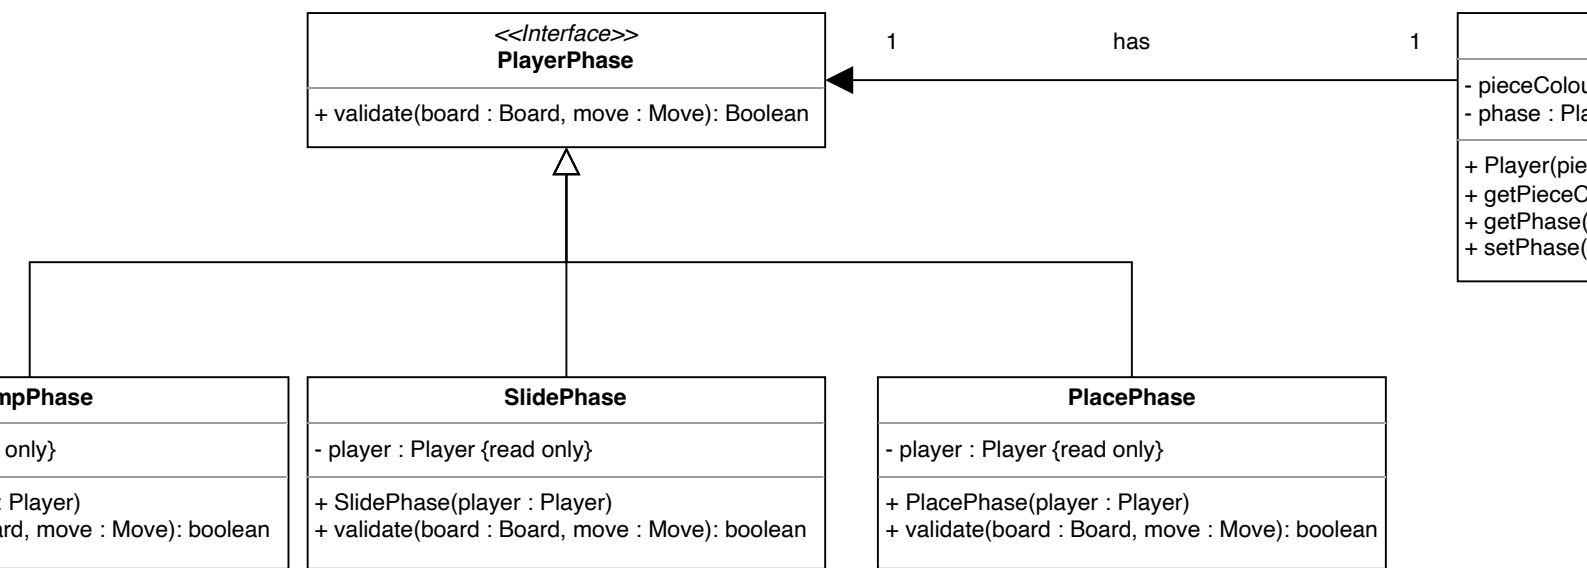 <<Interface>>
PlayerPhase
+ validate(board : Board, move : Move): Boolean
1 has 1
- pieceColou
- phase : Pla
+ Player(pie
+ getPieceC
+ getPhase(
+ setPhase(
mpPhase
only}
: Player)
ard, move : Move): boolean
SlidePhase
- player : Player {read only}
+ SlidePhase(player : Player)
+ validate(board : Board, move : Move): boolean
PlacePhase
- player : Player {read only}
+ PlacePhase(player : Player)
+ validate(board : Board, move : Move): boolean